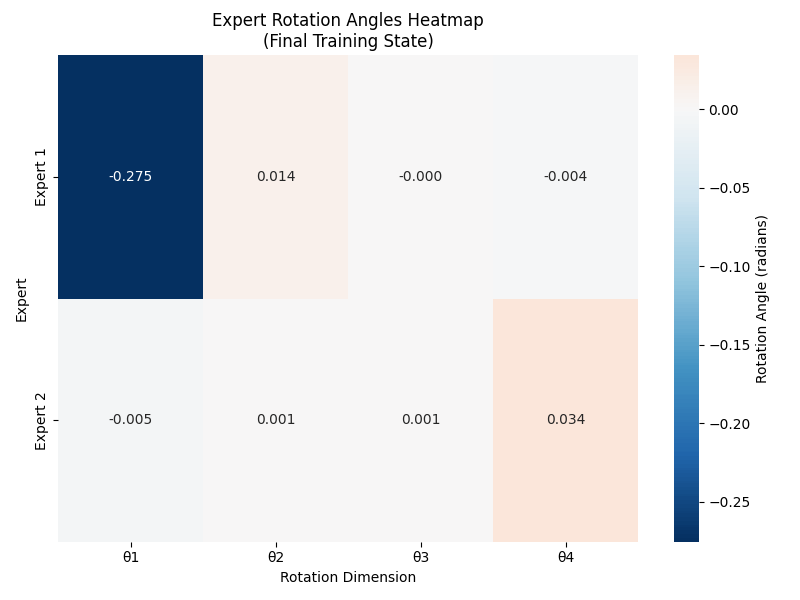 Expert Rotation Angles Heatmap
(Final Training State)
Expert
Expert 1
-0.275
0.014
-0.000
-0.004
Expert 2
-0.005
0.001
0.001
0.034
θ1
θ2
θ3
θ4
Rotation Dimension
0.00
−0.05
−0.10
−0.15
−0.20
−0.25
Rotation Angle (radians)